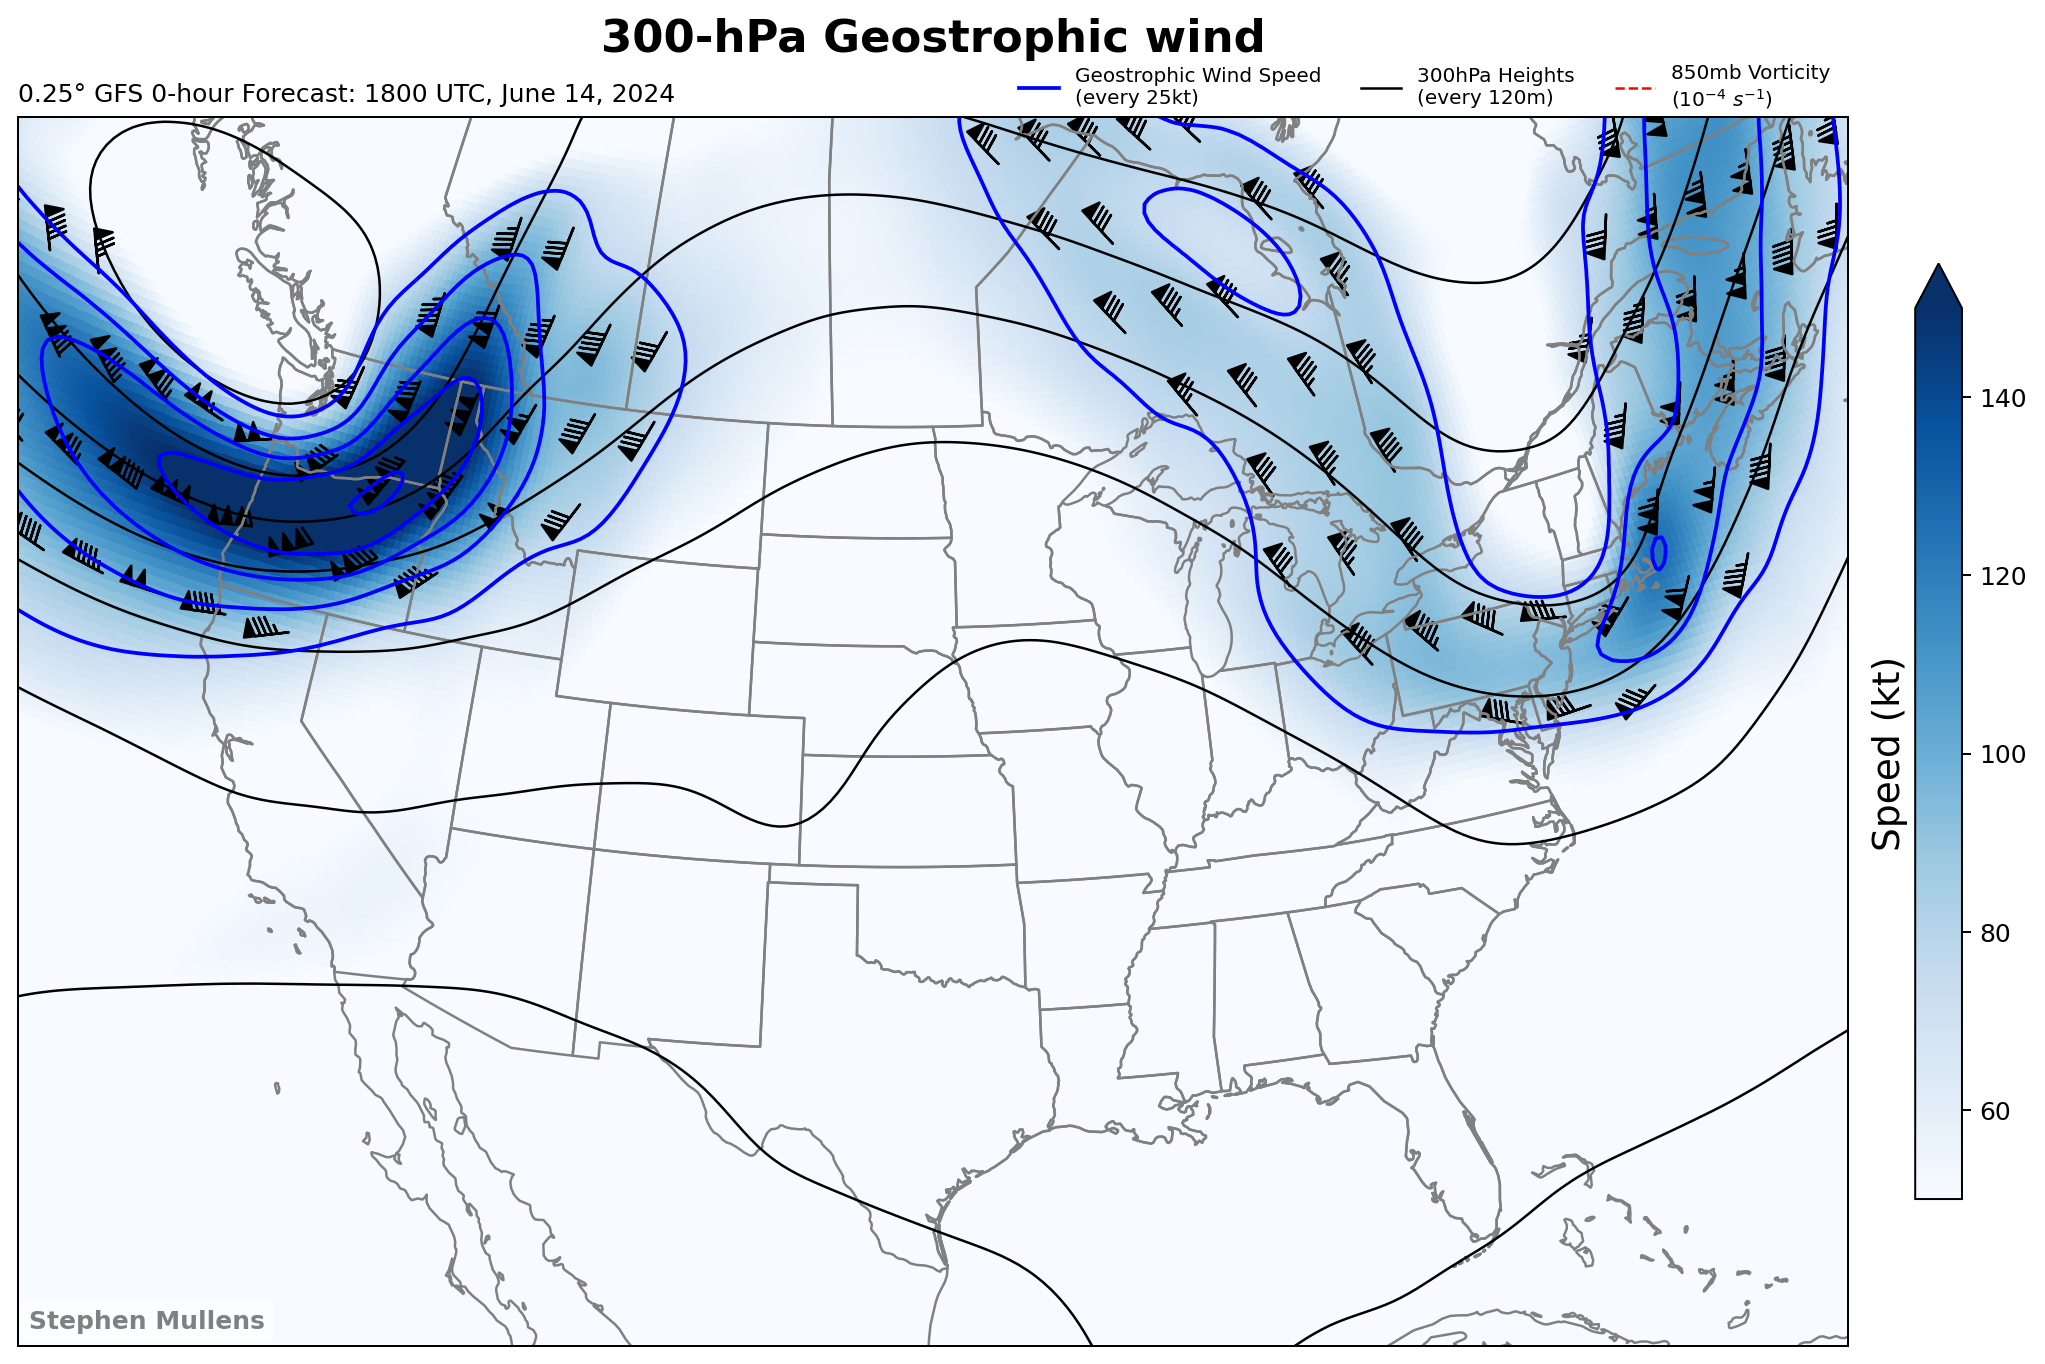 300-hPa Geostrophic wind
0.25° GFS 0-hour Forecast: 1800 UTC, June 14, 2024
Geostrophic Wind Speed
(every 25kt)
300hPa Heights
(every 120m)
850mb Vorticity
(10⁻⁴ s⁻¹)
140
120
100
80
60
Speed (kt)
Stephen Mullens